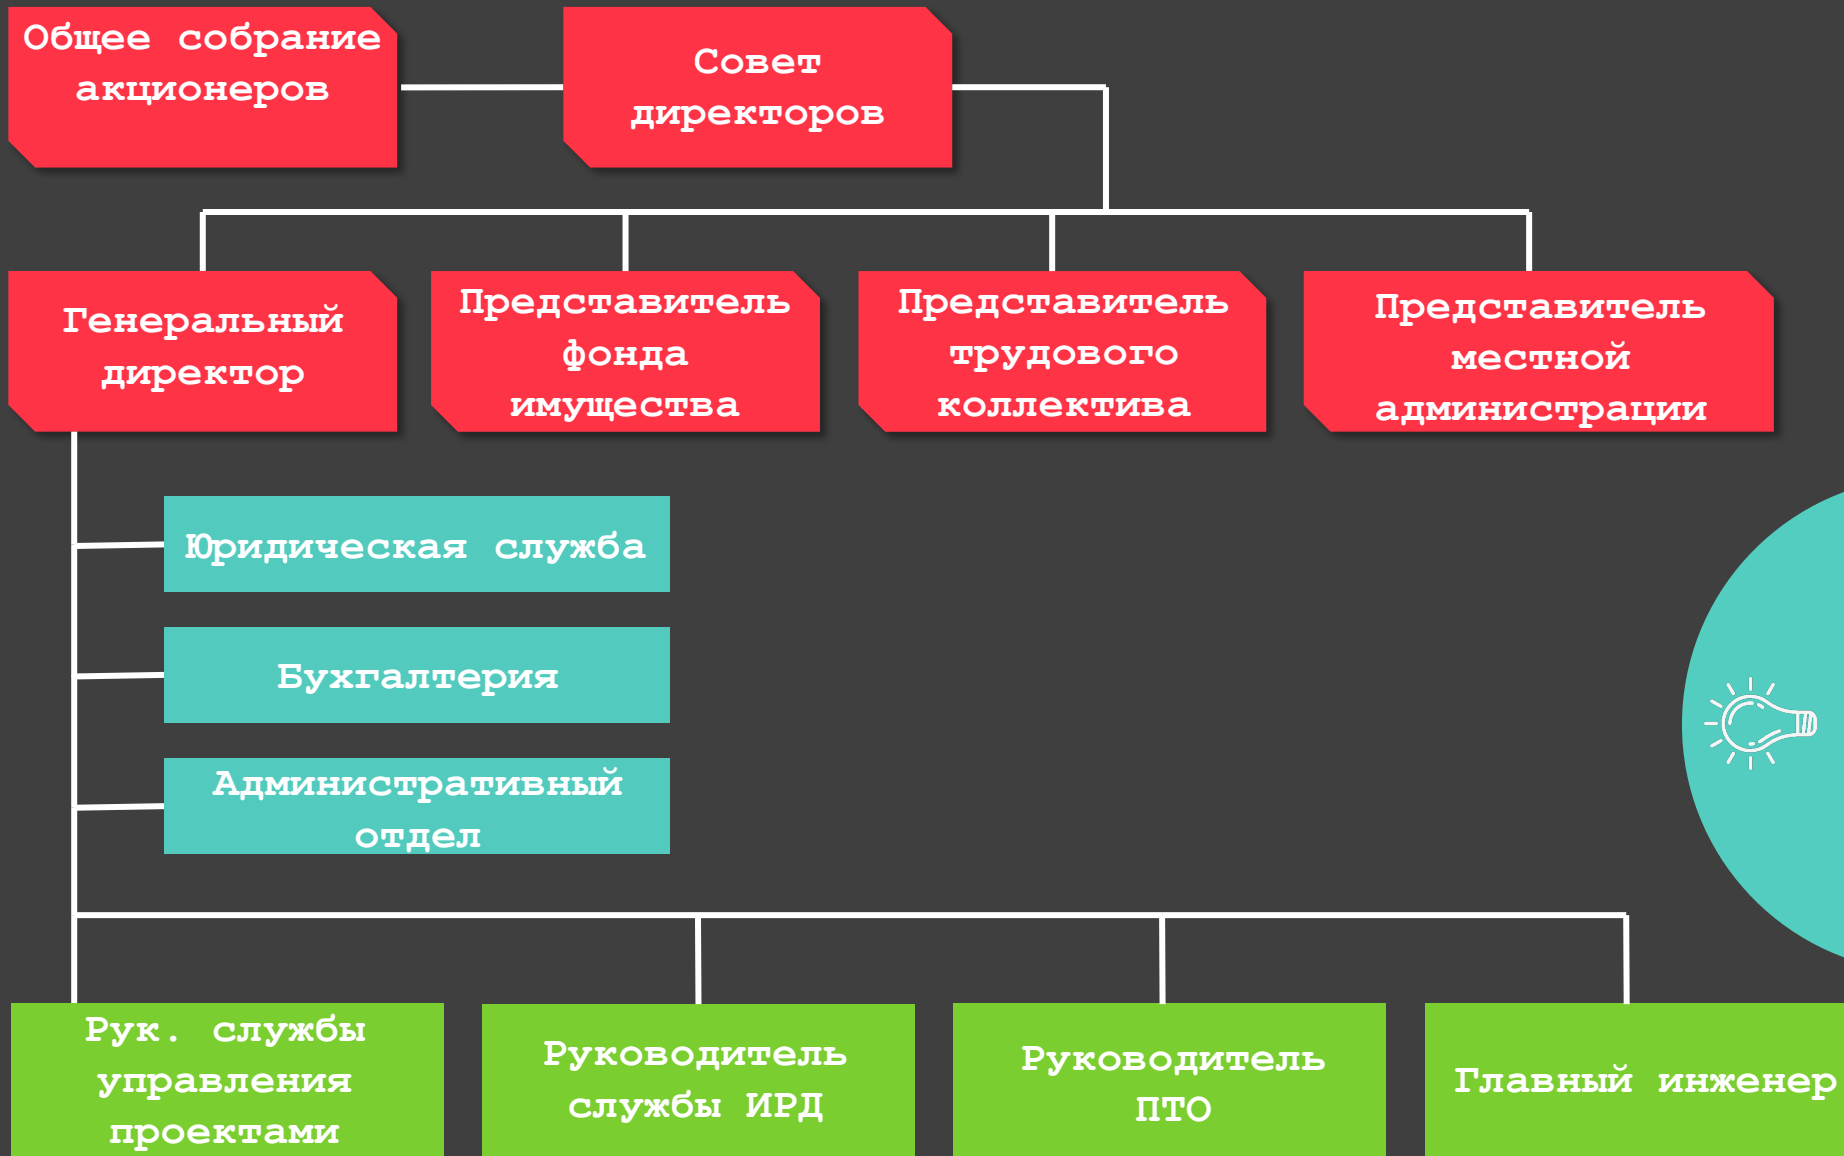 Общее собрание
акционеров
Совет
директоров
Генеральный
директор
Представитель
фонда
имущества
Представитель
трудового
коллектива
Представитель
местной
администрации
Юридическая служба
Бухгалтерия
Административный
отдел
Рук. службы
управления
проектами
Руководитель
службы ИРД
Руководитель
ПТО
Главный инженер